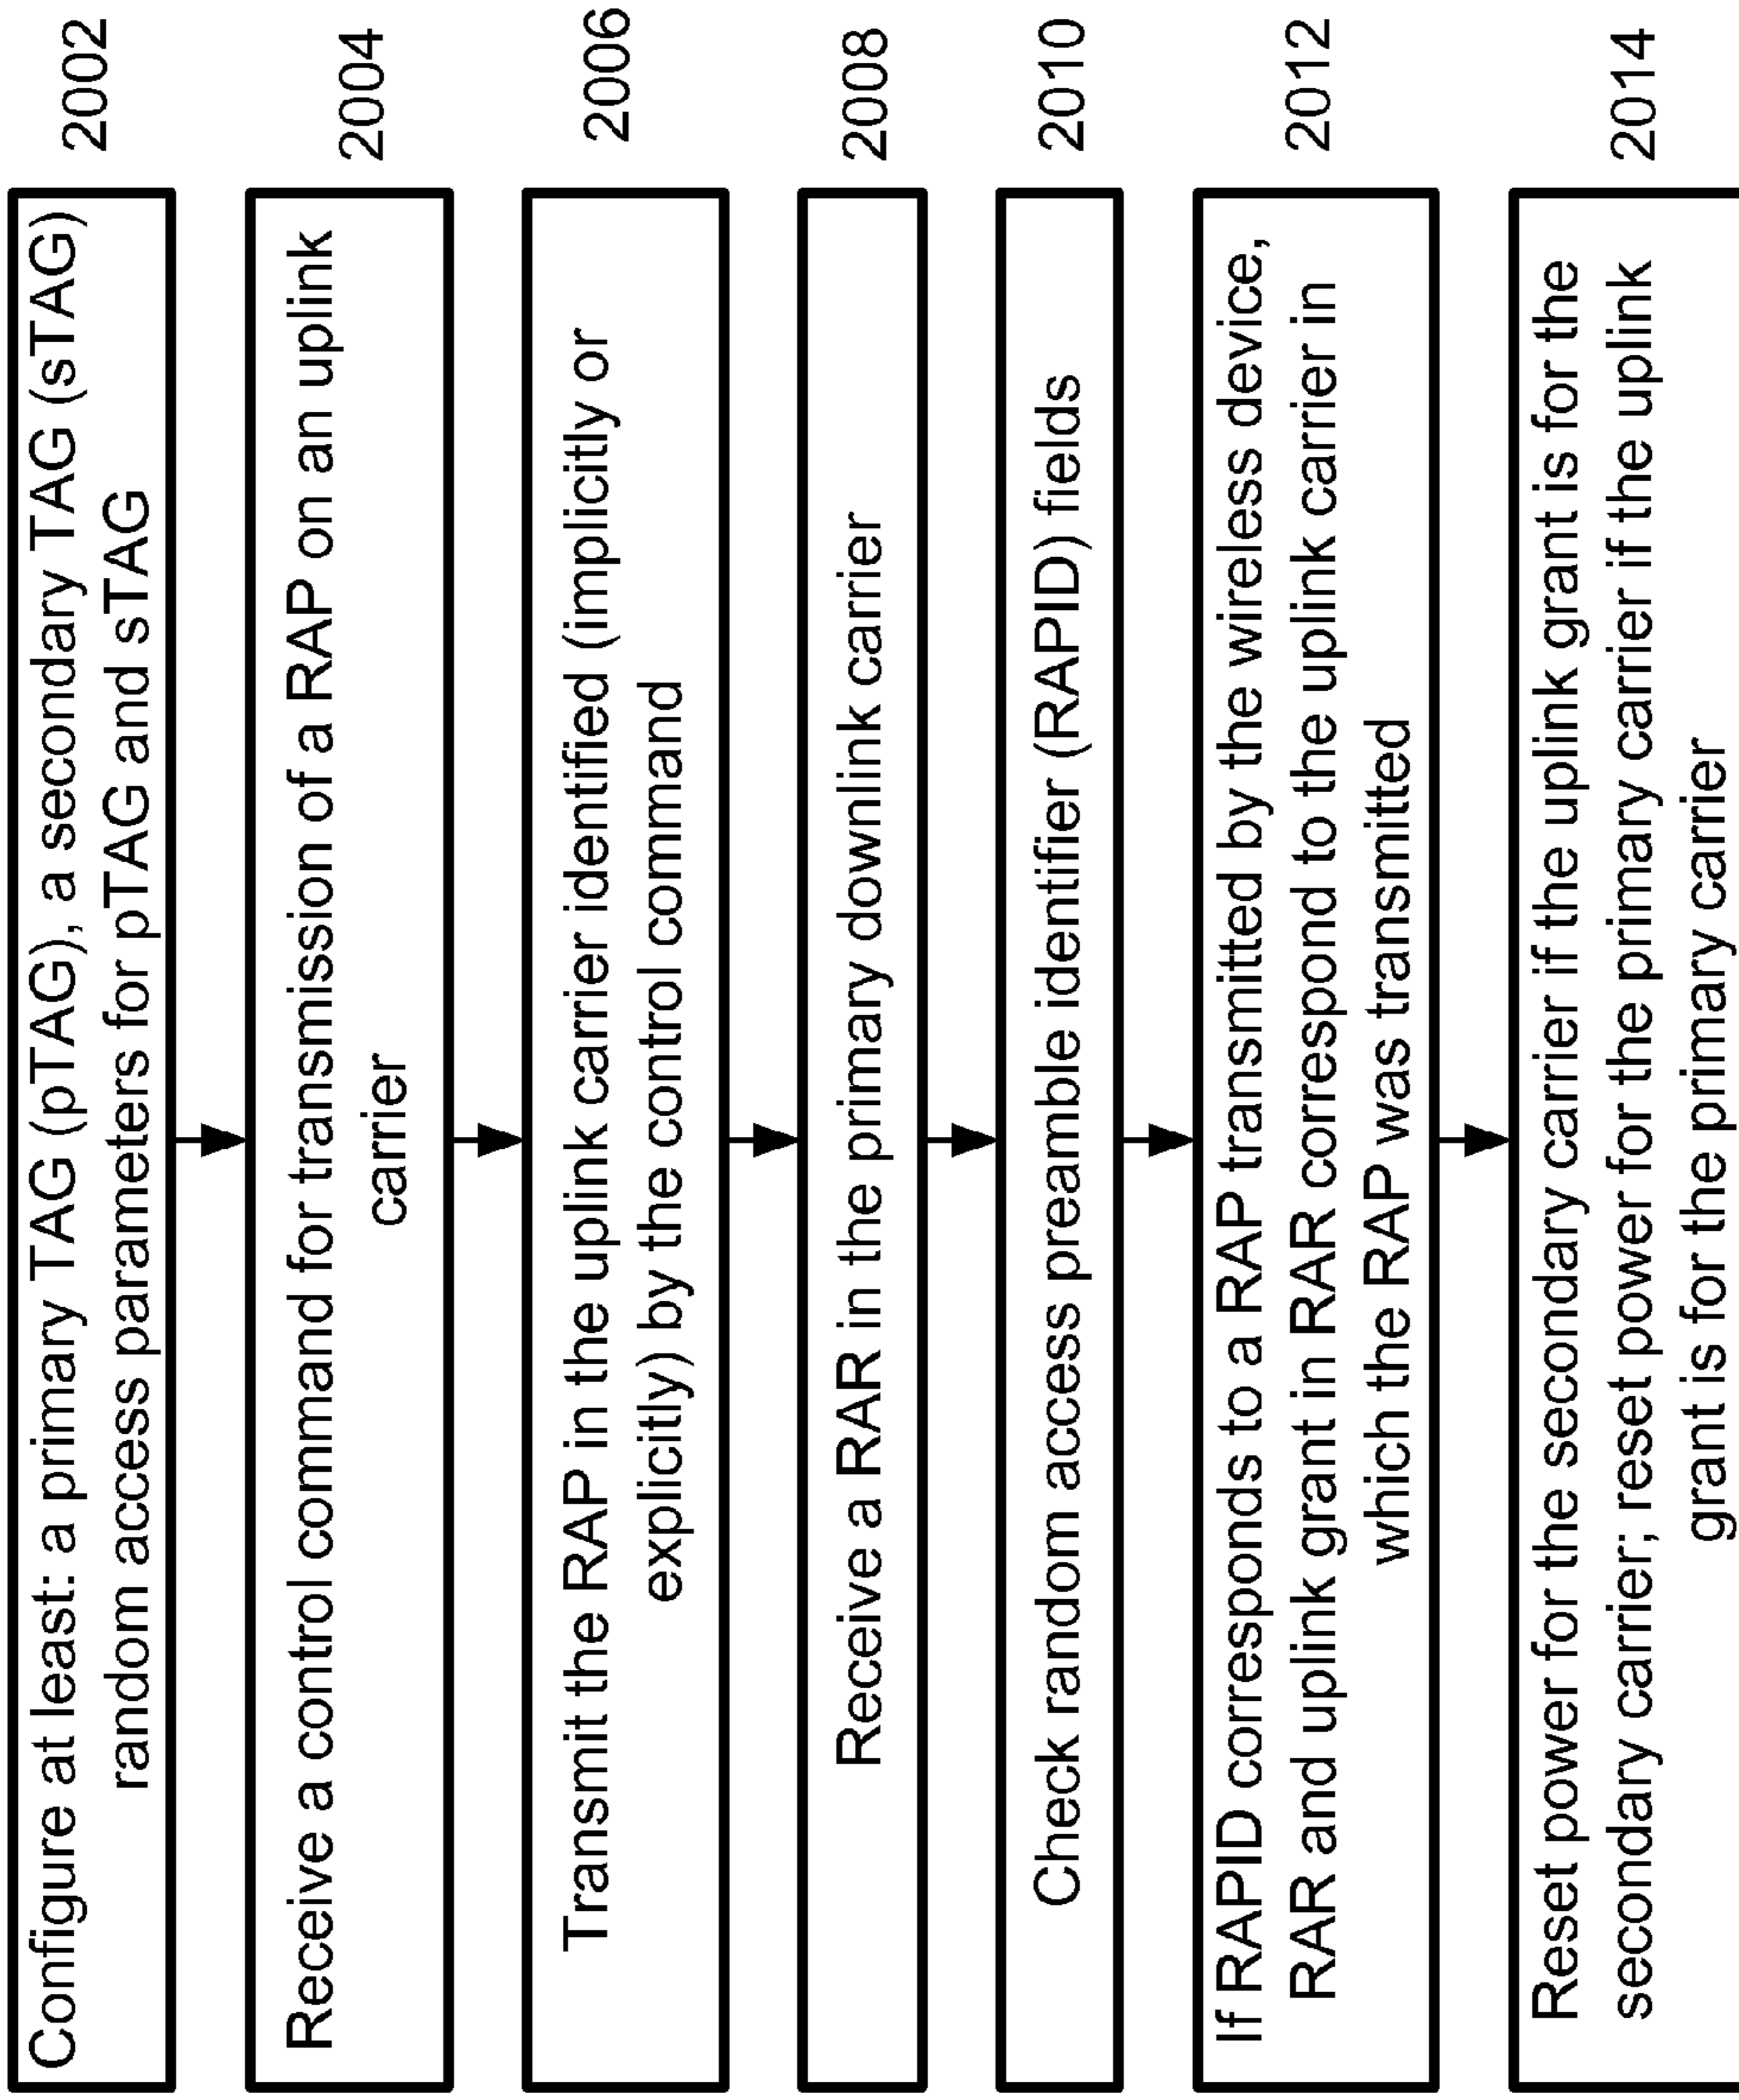 Configure at least: a primary TAG (pTAG), a secondary TAG (sTAG)
random access parameters for pTAG and sTAG
2002
Receive a control command for transmission of a RAP on an uplink
carrier
2004
Transmit the RAP in the uplink carrier identified (implicitly or
explicitly) by the control command
2006
Receive a RAR in the primary downlink carrier
2008
Check random access preamble identifier (RAPID) fields
2010
If RAPID corresponds to a RAP transmitted by the wireless device,
RAR and uplink grant in RAR correspond to the uplink carrier in
which the RAP was transmitted
2012
Reset power for the secondary carrier if the uplink grant is for the
secondary carrier; reset power for the primary carrier if the uplink
grant is for the primary carrier
2014